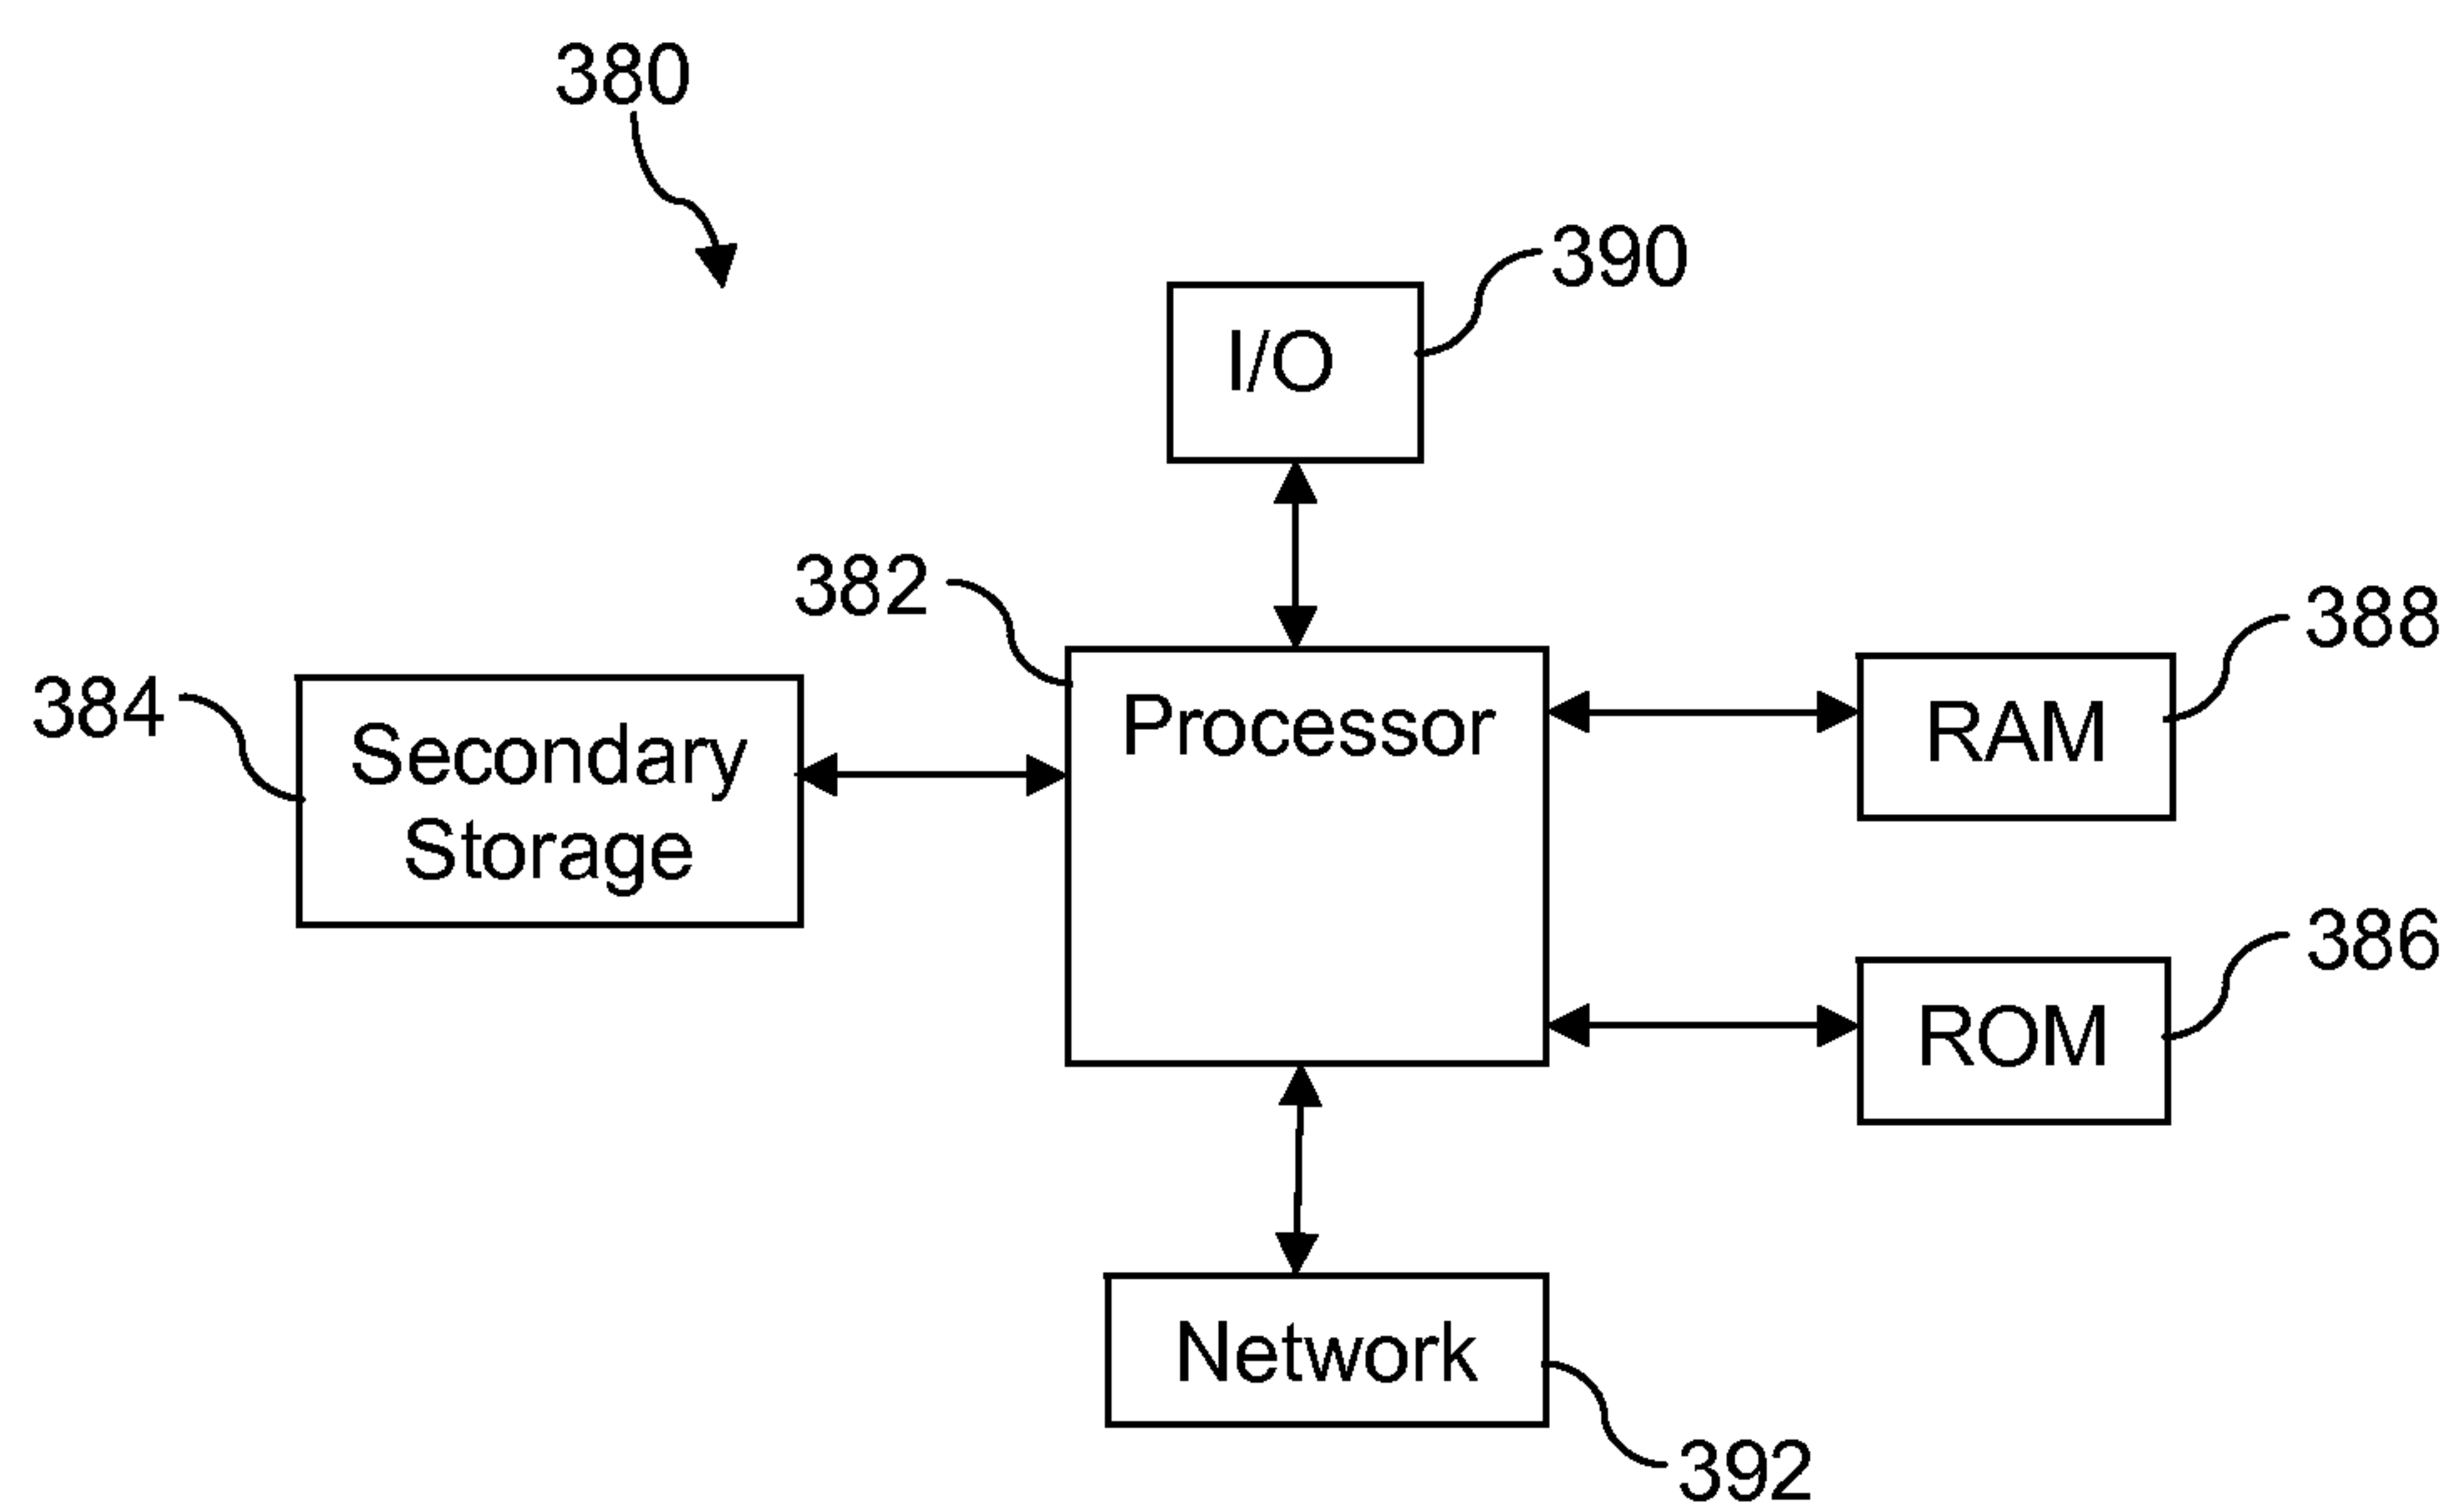 380
390
I/O
382
388
384
Processor
RAM
Secondary
Storage
386
ROM
Network
392